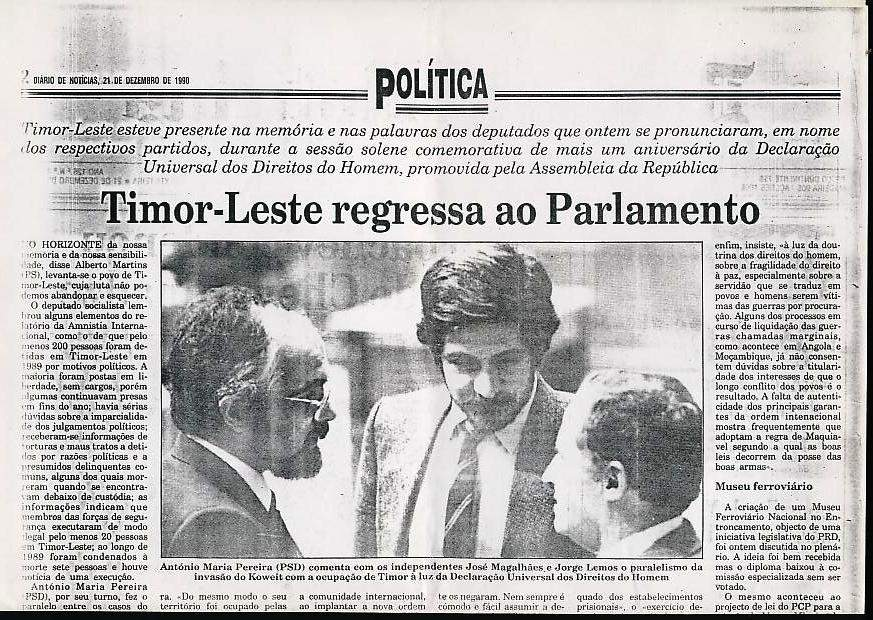 2 DIÁRIO DE NOTÍCIAS, 21 DE DEZEMBRO DE 1990
POLÍTICA
Timor-Leste esteve presente na memória e nas palavras dos deputados que ontem se pronunciaram, em nome
dos respectivos partidos, durante a sessão solene comemorativa de mais um aniversário da Declaração
Universal dos Direitos do Homem, promovida pela Assembleia da República
Timor-Leste regressa ao Parlamento
NO HORIZONTE da nossa
memória e da nossa sensibili-
dade, disse Alberto Martins
(PS), levanta-se o povo de Ti-
mor-Leste, cuja luta não po-
demos abandonar e esquecer.
O deputado socialista lem-
brou alguns elementos do re-
latório da Amnistia Interna-
cional, como o de que pelo
menos 200 pessoas foram de-
tidas em Timor-Leste em
1989 por motivos políticos. A
maioria foram postas em li-
berdade, sem cargos, porém
algumas continuavam presas
em fins do ano; havia sérias
dúvidas sobre a imparcialida-
de dos julgamentos políticos;
receberam-se informações de
torturas e maus tratos a deti-
dos por razões políticas e a
presumidos delinquentes co-
muns, alguns dos quais mor-
reram quando se encontra-
vam debaixo de custódia; as
informações indicam que
membros das forças de segu-
rança executaram de modo
ilegal pelo menos 20 pessoas
em Timor-Leste; ao longo de
1989 foram condenados à
morte sete pessoas e houve
notícia de uma execução.
António Maria Pereira
(PSD), por seu turno, fez o
paralelo entre os casos do
António Maria Pereira (PSD) comenta com os independentes José Magalhães e Jorge Lemos o paralelismo da
invasão do Koweit com a ocupação de Timor à luz da Declaração Universal dos Direitos do Homem
ra. «Do mesmo modo o seu
território foi ocupado pelas
a comunidade internacional,
ao implantar a nova ordem
te os negaram. Nem sempre é
cómodo e fácil assumir a de-
quado dos estabelecimentos
prisionais», o «exercício de-
enfim, insiste, «à luz da dou-
trina dos direitos do homem,
sobre a fragilidade do direito
à paz, especialmente sobre a
servidão que se traduz em
povos e homens serem víti-
mas das guerras por procura-
ção. Alguns dos processos em
curso de liquidação das guer-
ras chamadas marginais,
como acontece em Angola e
Moçambique, já não consen-
tem dúvidas sobre a titulari-
dade dos interesses de que o
longo conflito dos povos é o
resultado. A falta de auten-
ticidade dos principais garantes
da ordem internacional
mostra frequentemente que
adoptam a regra de Maquia-
vel segundo a qual as boas
leis decorrem da posse das
boas armas».
Museu ferroviário
A criação de um Museu
Ferroviário Nacional no En-
troncamento, objecto de uma
iniciativa legislativa do PRD,
foi ontem discutida no plená-
rio. A ideia foi bem recebida
mas o diploma baixou à co-
missão especializada sem ser
votado.
O mesmo aconteceu ao
projecto de lei do PCP para a